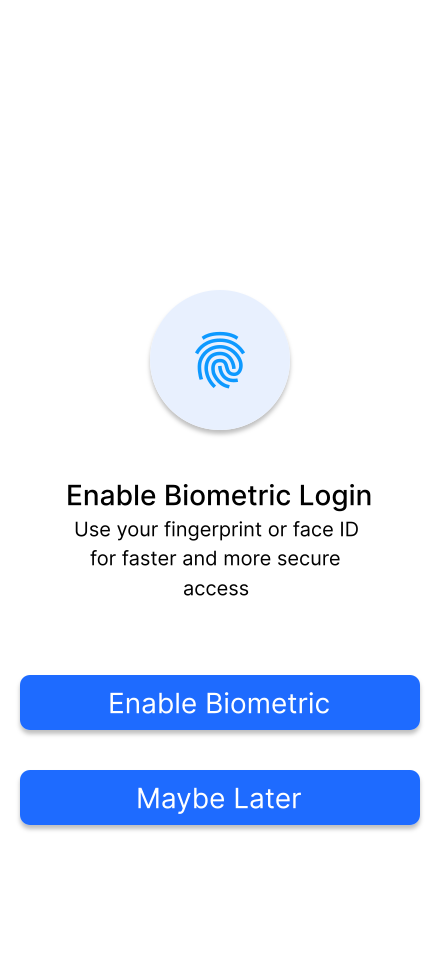 Enable Biometric Login
Use your fingerprint or face ID
for faster and more secure
access
Enable Biometric
Maybe Later